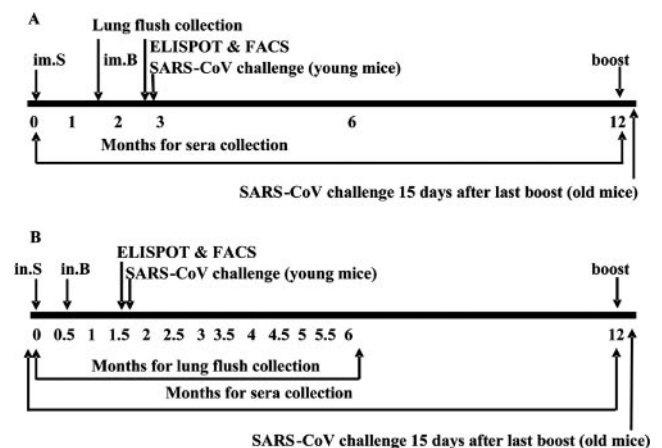 A
Lung flush collection
ELISPOT & FACS
im.S im.B SARS-CoV challenge (young mice) boost
0 1 2 3 6 12
Months for sera collection
SARS-CoV challenge 15 days after last boost (old mice)
B
ELISPOT & FACS
in.S in.B SARS-CoV challenge (young mice) boost
0 0.5 1 1.5 2 2.5 3 3.5 4 4.5 5 5.5 6 12
Months for lung flush collection
Months for sera collection
SARS-CoV challenge 15 days after last boost (old mice)